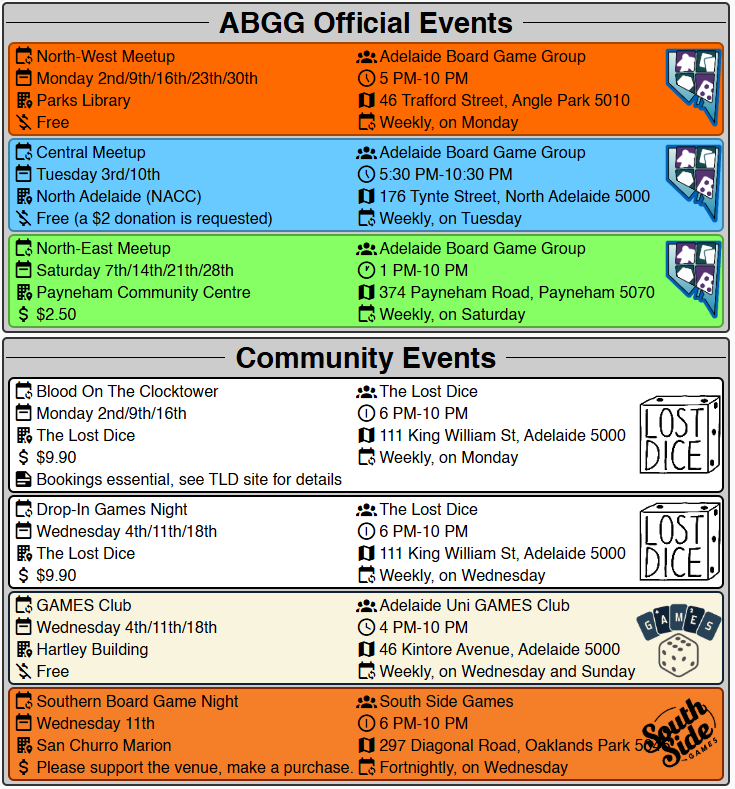 ABGG Official Events
North-West Meetup
Adelaide Board Game Group
Monday 2nd/9th/16th/23th/30th
5 PM-10 PM
Parks Library
46 Trafford Street, Angle Park 5010
Free
Weekly, on Monday
Central Meetup
Adelaide Board Game Group
Tuesday 3rd/10th
5:30 PM-10:30 PM
North Adelaide (NACC)
176 Tynte Street, North Adelaide 5000
Free (a $2 donation is requested)
Weekly, on Tuesday
North-East Meetup
Adelaide Board Game Group
Saturday 7th/14th/21th/28th
1 PM-10 PM
Payneham Community Centre
374 Payneham Road, Payneham 5070
$ $2.50
Weekly, on Saturday
Community Events
Blood On The Clocktower
The Lost Dice
Monday 2nd/9th/16th
6 PM-10 PM
The Lost Dice
111 King William St, Adelaide 5000
$ $9.90
Weekly, on Monday
Bookings essential, see TLD site for details
LOST
DICE
Drop-In Games Night
The Lost Dice
Wednesday 4th/11th/18th
6 PM-10 PM
The Lost Dice
111 King William St, Adelaide 5000
$ $9.90
Weekly, on Wednesday
LOST
DICE
GAMES Club
Adelaide Uni GAMES Club
Wednesday 4th/11th/18th
4 PM-10 PM
Hartley Building
46 Kintore Avenue, Adelaide 5000
Free
Weekly, on Wednesday and Sunday
GAMES
Southern Board Game Night
South Side Games
Wednesday 11th
6 PM-10 PM
San Churro Marion
297 Diagonal Road, Oaklands Park
$ Please support the venue, make a purchase.
Fortnightly, on Wednesday
South
Side
GAMES